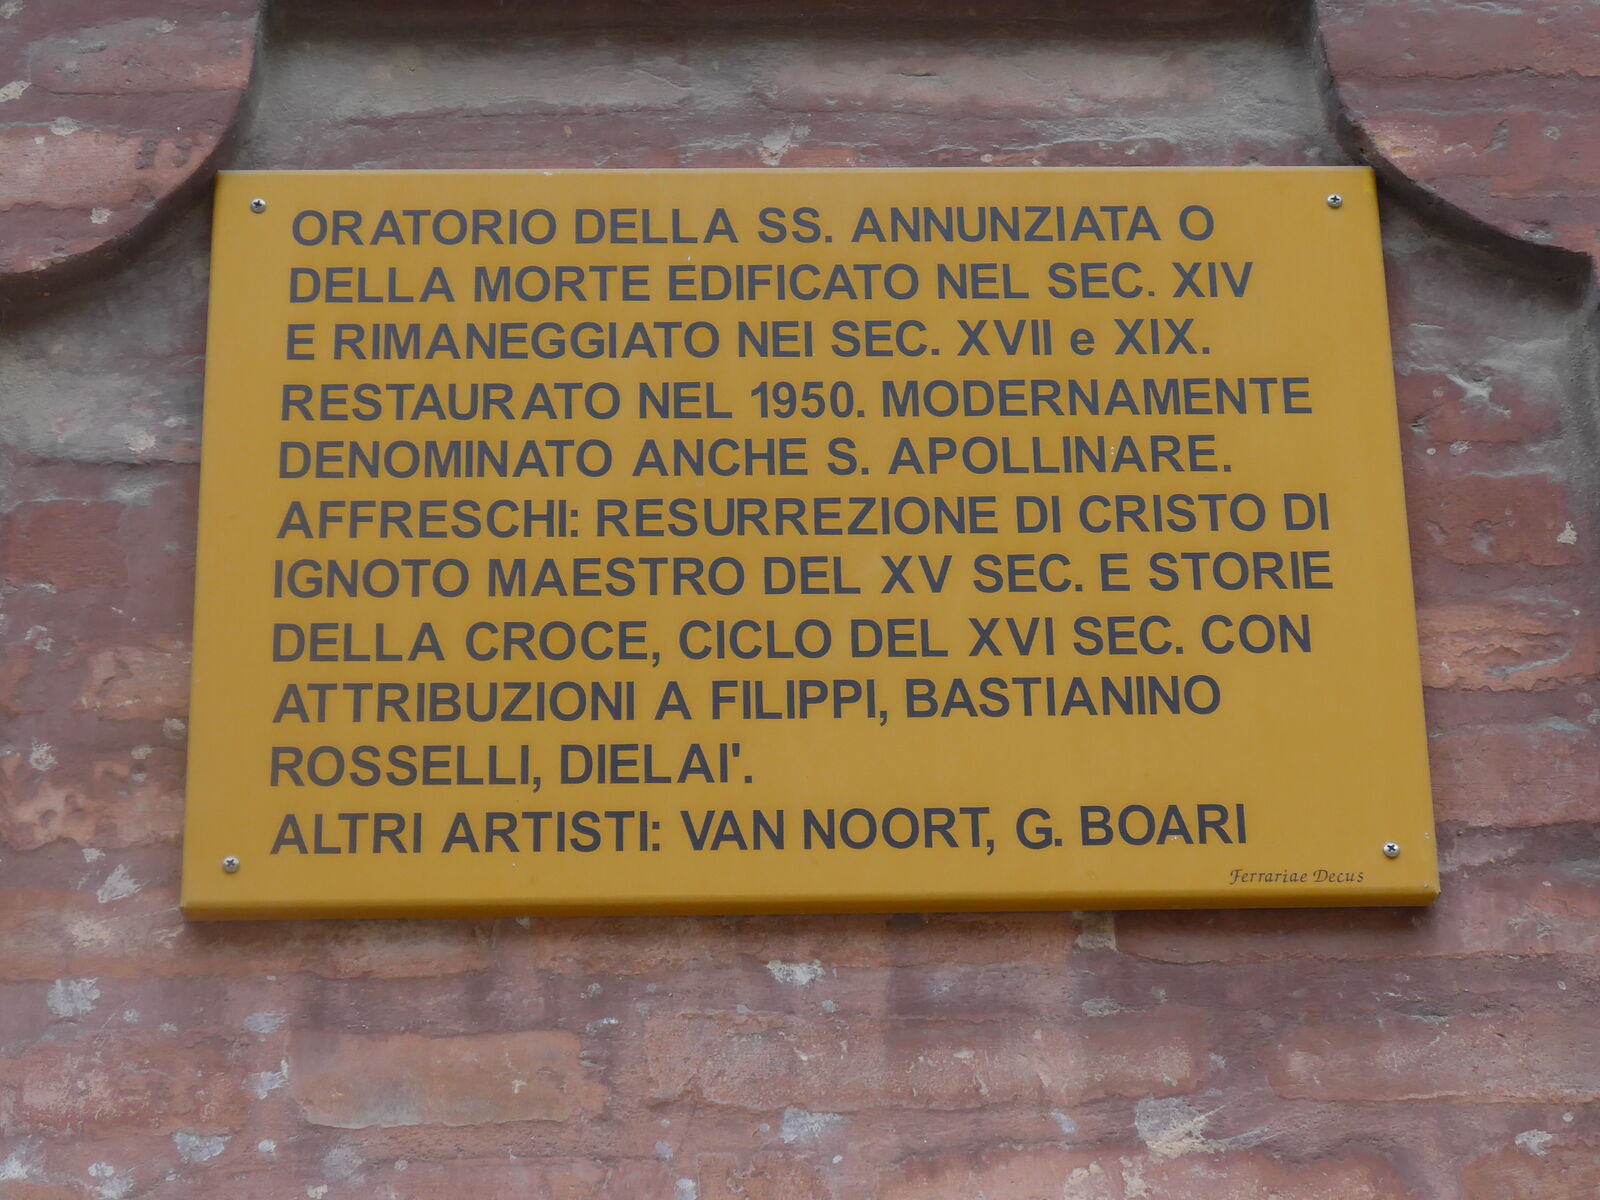 ORATORIO DELLA SS. ANNUNZIATA O
DELLA MORTE EDIFICATO NEL SEC. XIV
E RIMANEGGIATO NEI SEC. XVII e XIX.
RESTAURATO NEL 1950. MODERNAMENTE
DENOMINATO ANCHE S. APOLLINARE.
AFFRESCHI: RESURREZIONE DI CRISTO DI
IGNOTO MAESTRO DEL XV SEC. E STORIE
DELLA CROCE, CICLO DEL XVI SEC. CON
ATTRIBUZIONI A FILIPPI, BASTIANINO
ROSSELLI, DIELAI'.
ALTRI ARTISTI: VAN NOORT, G. BOARI
Ferrariae Decus